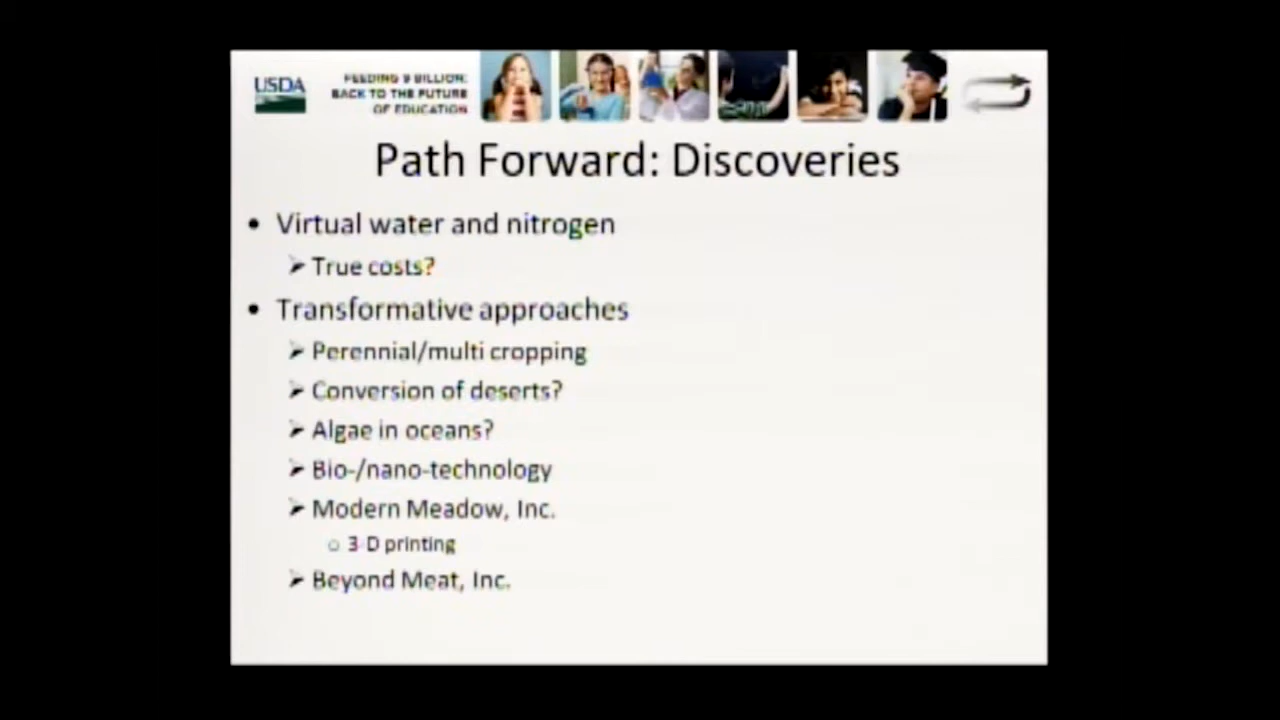 USDA
FEEDING 9 BILLION:
BACK TO THE FUTURE
OF EDUCATION
Path Forward: Discoveries
• Virtual water and nitrogen
➢ True costs?
• Transformative approaches
➢ Perennial/multi cropping
➢ Conversion of deserts?
➢ Algae in oceans?
➢ Bio-/nano-technology
➢ Modern Meadow, Inc.
○ 3-D printing
➢ Beyond Meat, Inc.